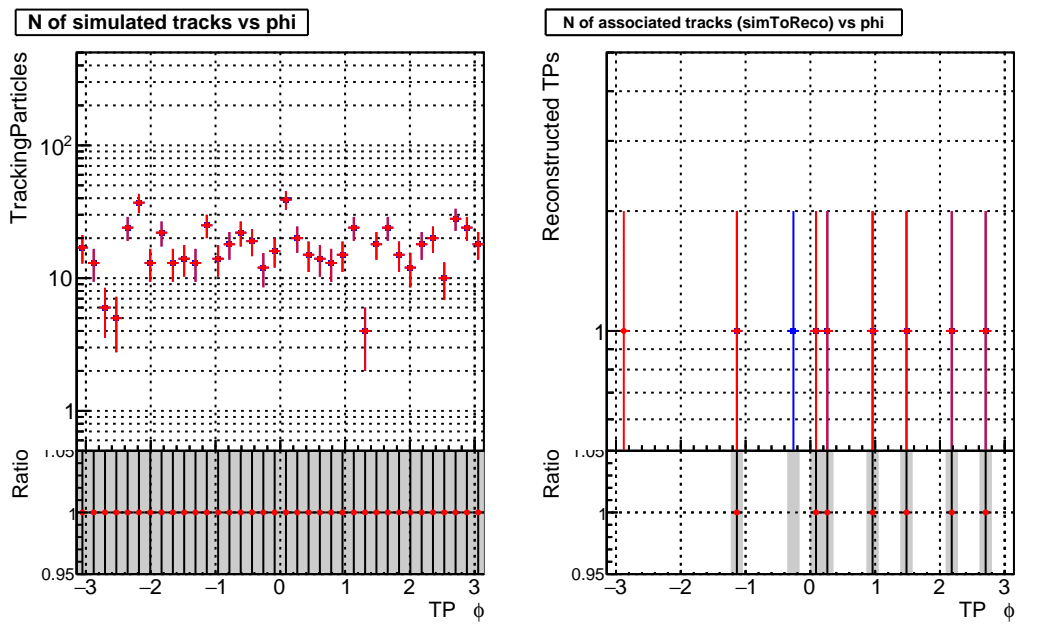 N of simulated tracks vs phi
TrackingParticles
10²
10
1
Ratio
1.05
1
0.95
−3 −2 −1 0 1 2 3
TP ϕ
N of associated tracks (simToReco) vs phi
Reconstructed TPs
1
Ratio
1.05
1
0.95
−3 −2 −1 0 1 2 3
TP ϕ